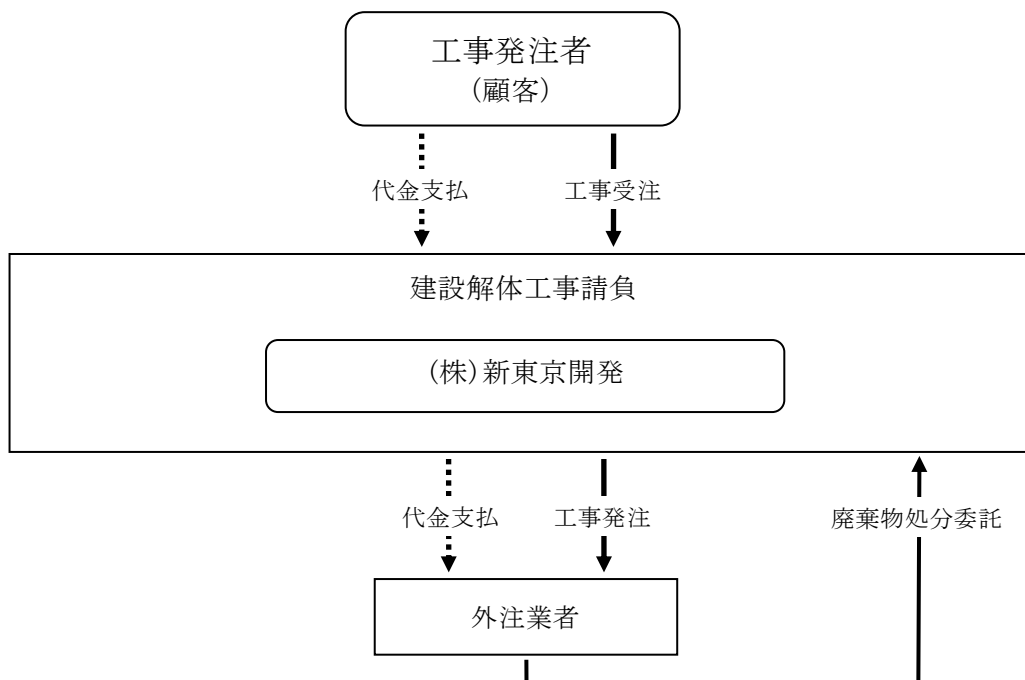 工事発注者
(顧客)
代金支払
工事受注
建設解体工事請負
(株)新東京開発
代金支払
工事発注
廃棄物処分委託
外注業者